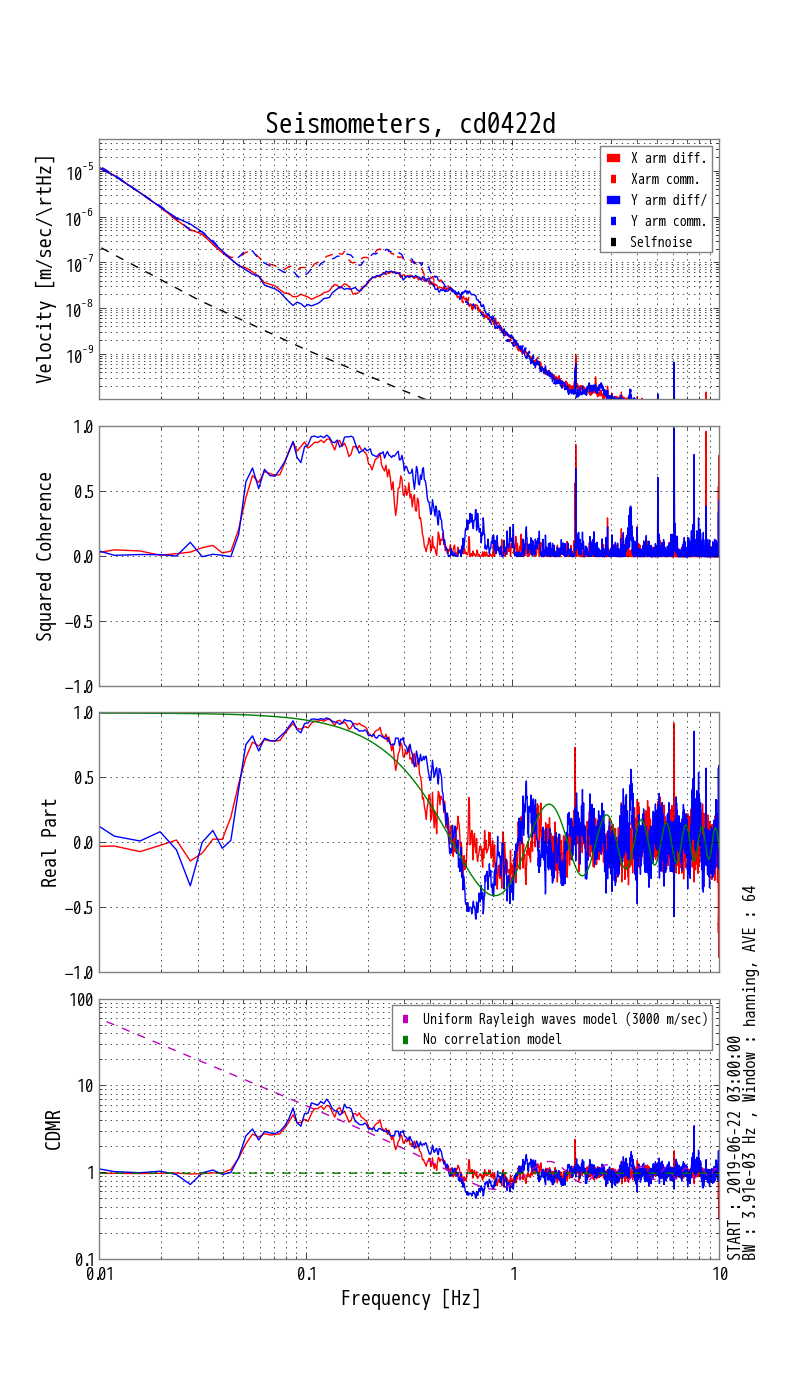 Seismometers, cd0422d
Velocity [m/sec/\rtHz]
10-5
10-6
10-7
10-8
10-9
X arm diff.
Xarm comm.
Y arm diff/
Y arm comm.
Selfnoise
Squared Coherence
1.0
0.5
0.0
−0.5
−1.0
Real Part
1.0
0.5
0.0
−0.5
−1.0
CDMR
100
10
1
0.1
Uniform Rayleigh waves model (3000 m/sec)
No correlation model
0.01 0.1 1 10
Frequency [Hz]
START : 2019-06-22 03:00:00
BW : 3.91e-03 Hz , Window : hanning, AVE : 64